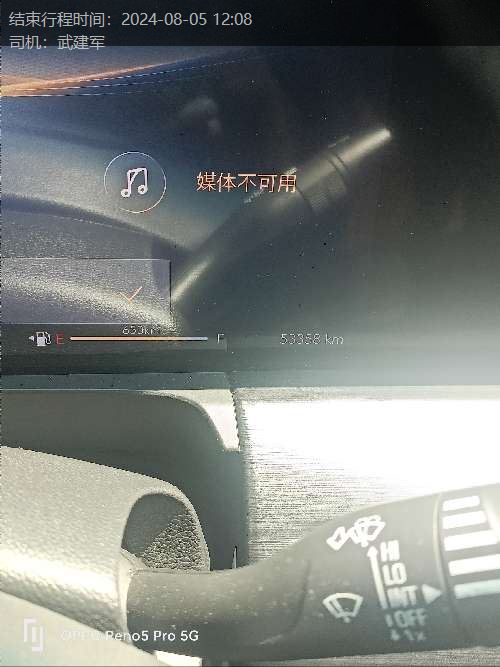 结束行程时间：2024-08-05 12:08
司机：武建军
媒体不可用
650km
E F 53358 km
HI
LO
INT
OFF
1x
OPPO Reno5 Pro 5G